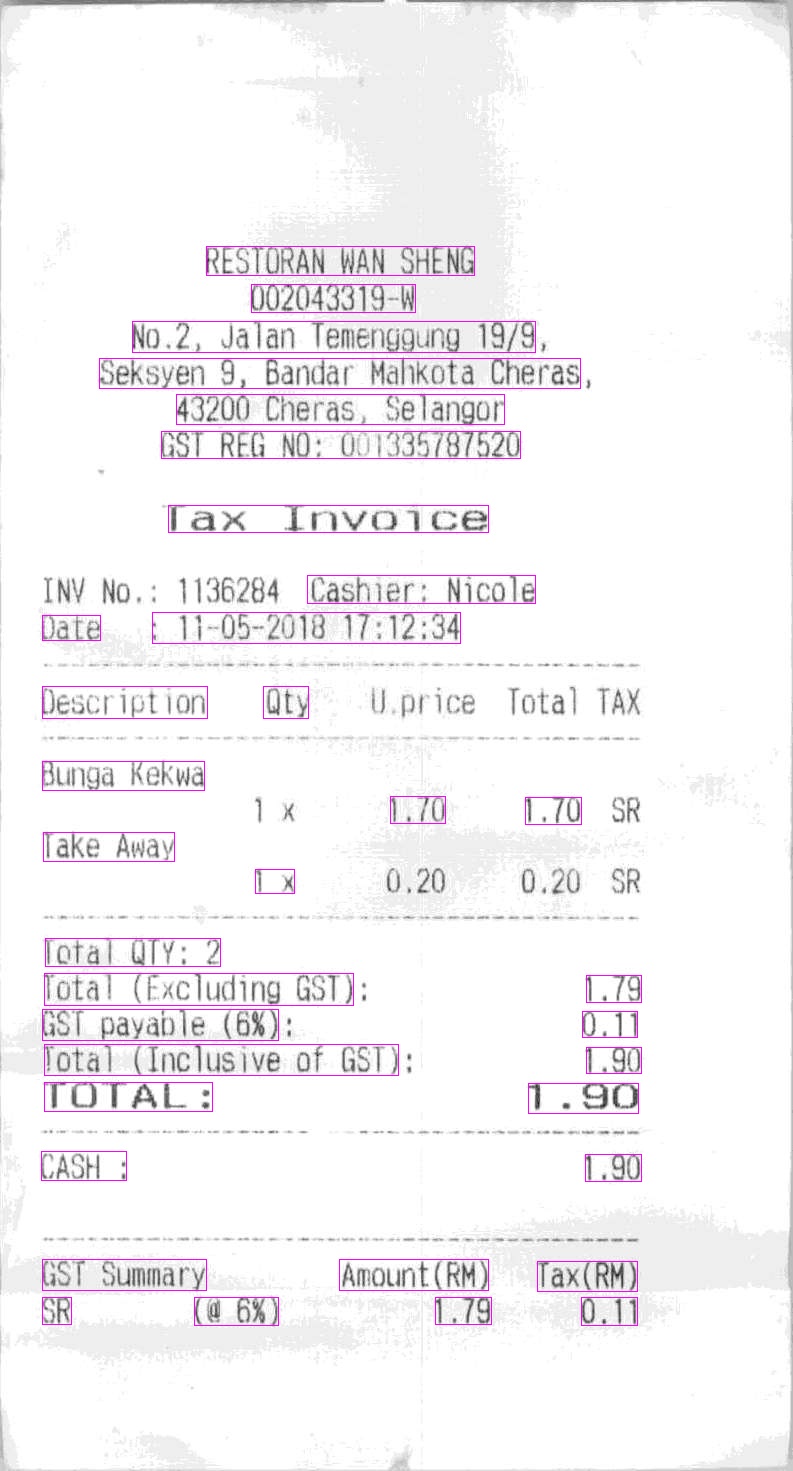 RESTORAN WAN SHENG
002043319-W
No.2, Jalan Temenggung 19/9,
Seksyen 9, Bandar Mahkota Cheras,
43200 Cheras, Selangor
GST REG NO: 001335787520
Tax Invoice
INV No.: 1136284 Cashier: Nicole
Date : 11-05-2018 17:12:34
Description Qty U.price Total TAX
Bunga Kekwa
1 x 1.70 1.70 SR
Take Away
1 x 0.20 0.20 SR
Total QTY: 2
Total (Excluding GST): 1.79
GST payable (6%): 0.11
Total (Inclusive of GST): 1.90
TOTAL: 1.90
CASH : 1.90
GST Summary Amount(RM) Tax(RM)
SR (@ 6%) 1.79 0.11